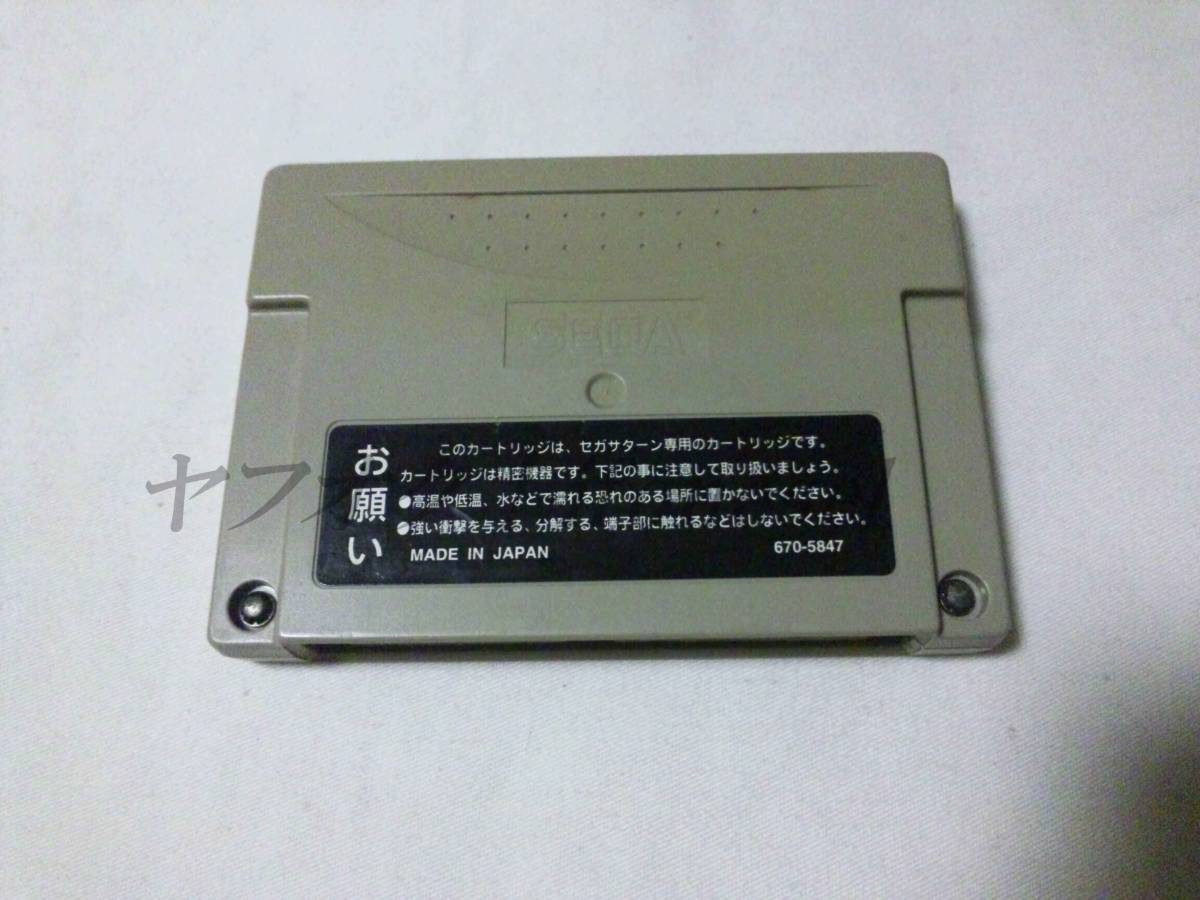 SEGA
お願い
このカートリッジは、セガサターン専用のカートリッジです。
カートリッジは精密機器です。下記の事に注意して取り扱いましょう。
●高温や低温、水などで濡れる恐れのある場所に置かないでください。
●強い衝撃を与える、分解する、端子部に触れるなどはしないでください。
MADE IN JAPAN 670-5847
ヤフ